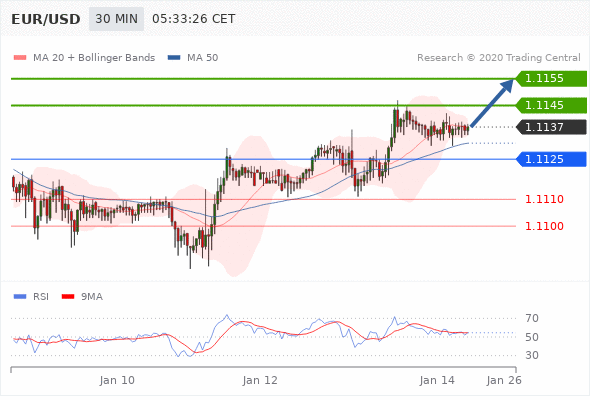 EUR/USD 30 MIN 05:33:26 CET
MA 20 + Bollinger Bands MA 50 Research © 2020 Trading Central
1.1155
1.1145
1.1137
1.1125
1.1110
1.1100
RSI 9MA
70
50
30
Jan 10 Jan 12 Jan 14 Jan 26